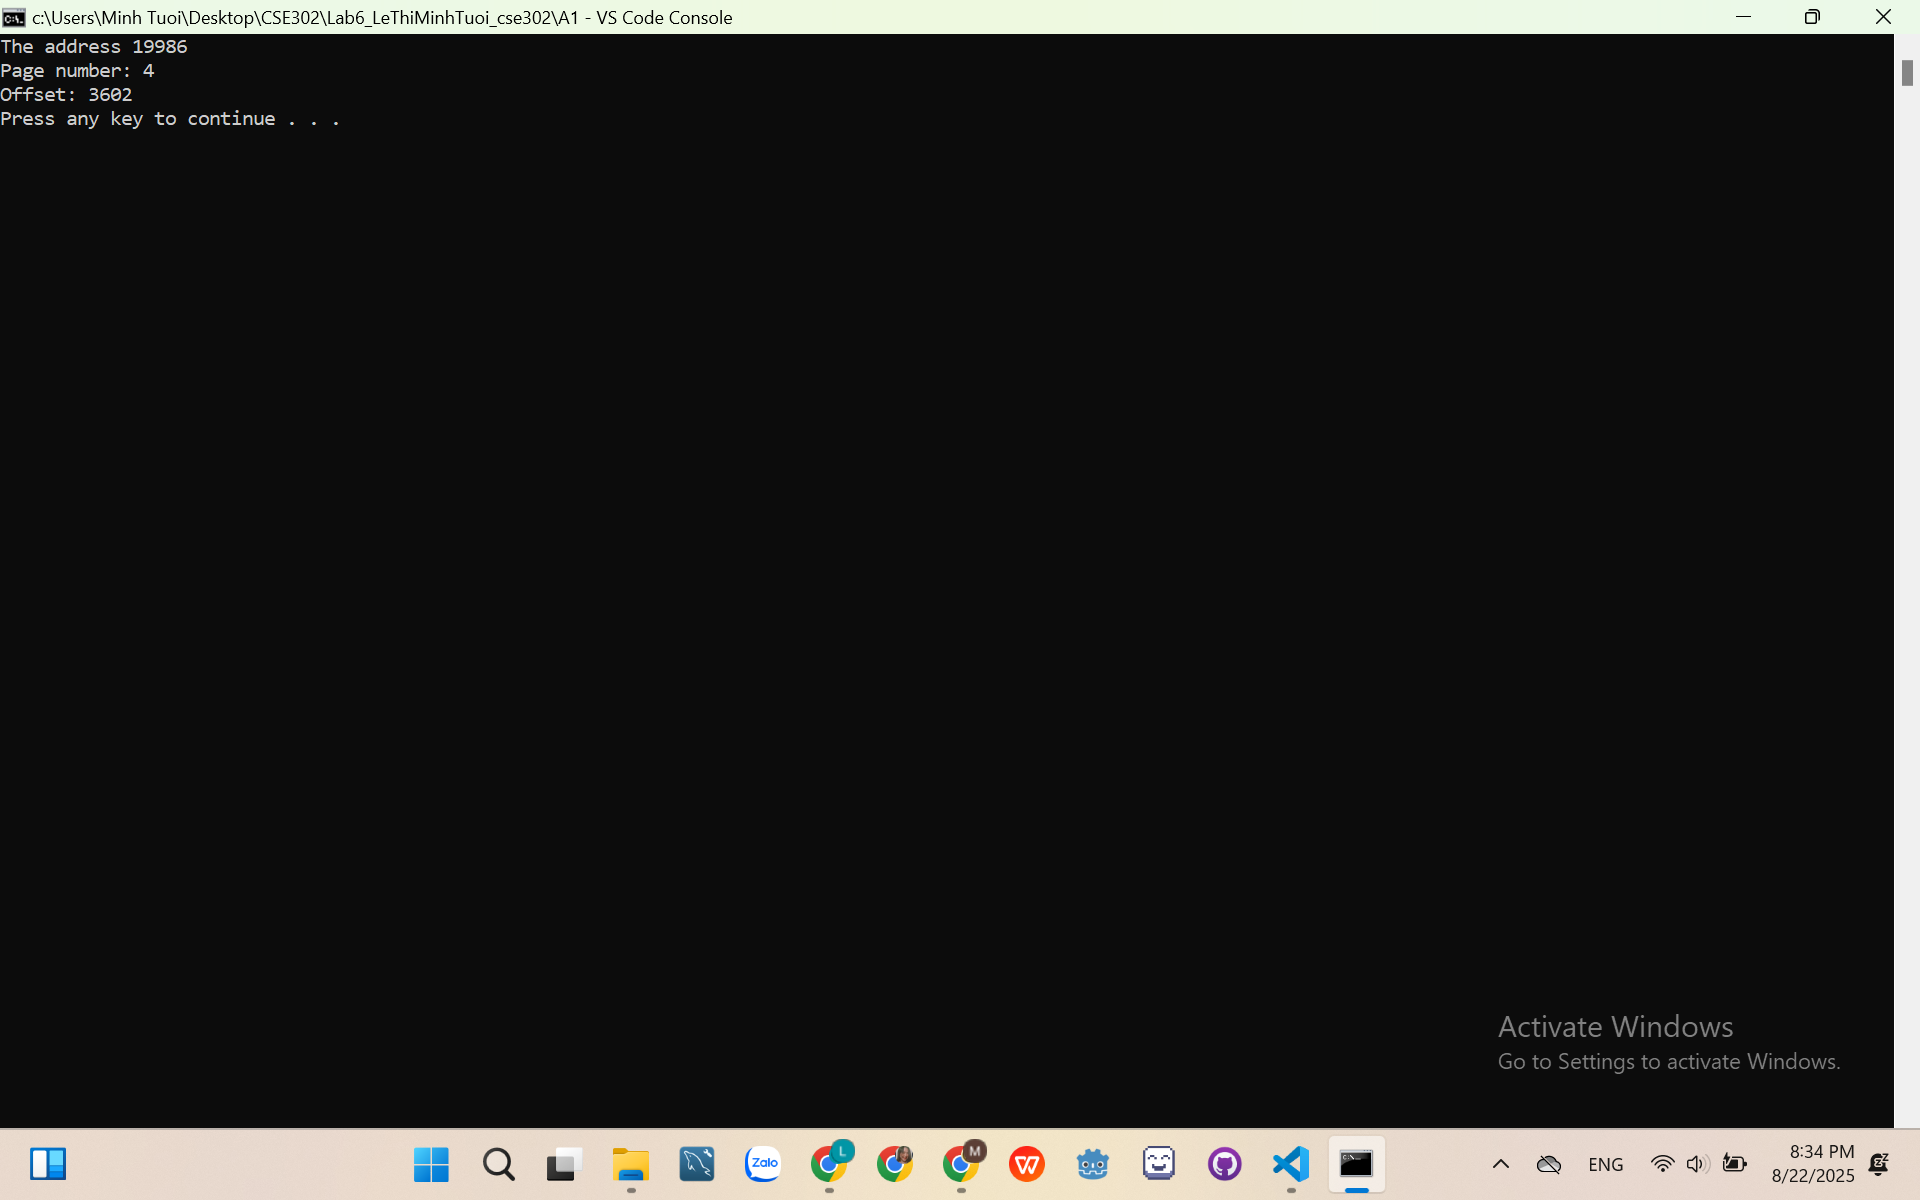 c:\Users\Minh Tuoi\Desktop\CSE302\Lab6_LeThiMinhTuoi_cse302\A1 - VS Code Console
The address 19986
Page number: 4
Offset: 3602
Press any key to continue . . .
Activate Windows
Go to Settings to activate Windows.
Zalo
L
M
W
ENG
8:34 PM
8/22/2025